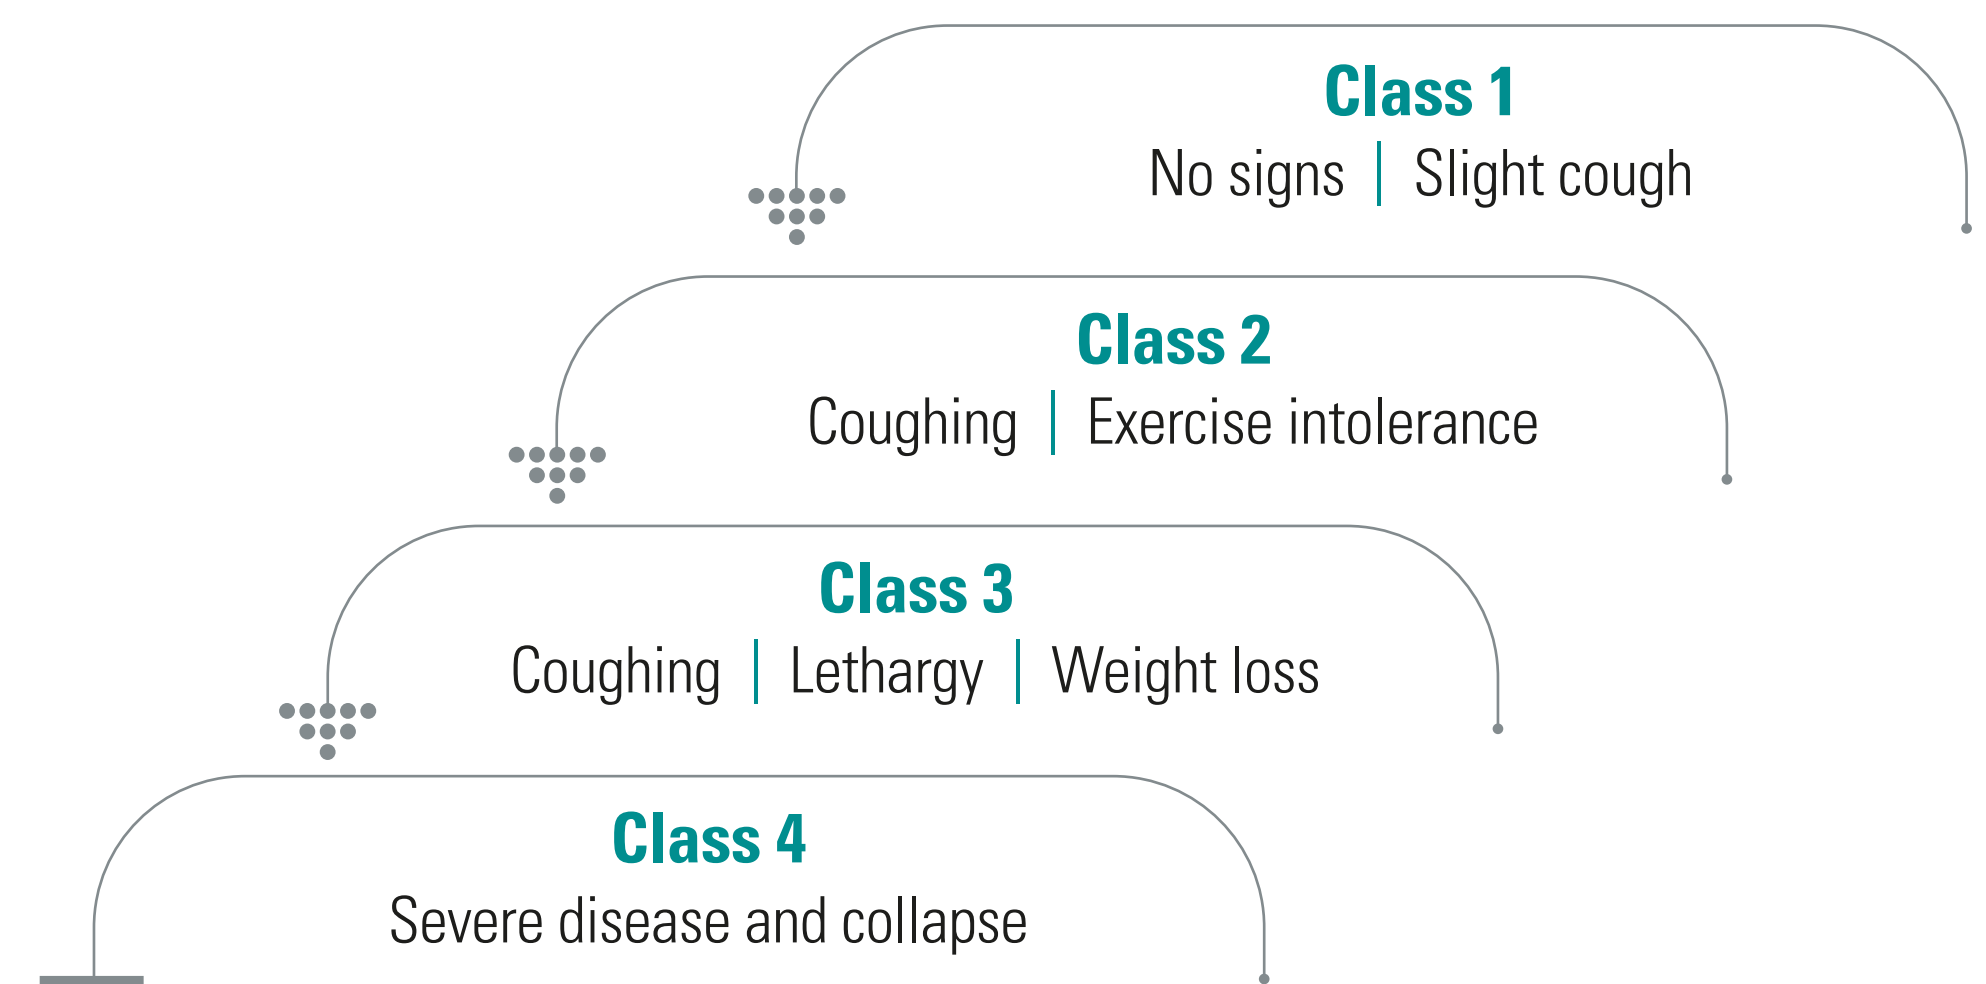 Class 1
No signs | Slight cough
Class 2
Coughing | Exercise intolerance
Class 3
Coughing | Lethargy | Weight loss
Class 4
Severe disease and collapse